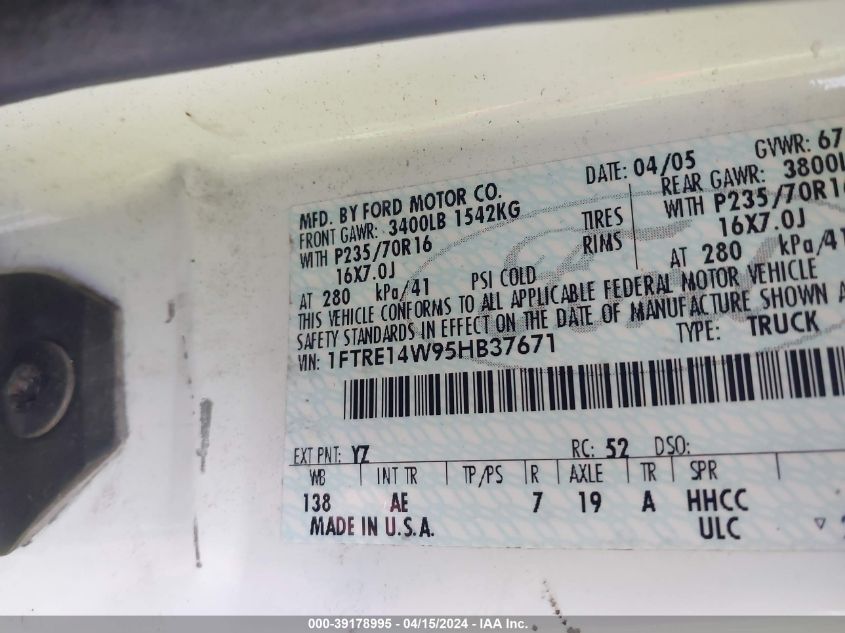 MFD. BY FORD MOTOR CO. DATE: 04/05 GVWR: 67
FRONT GAWR: 3400LB 1542KG REAR GAWR: 3800L
WITH P235/70R16 TIRES WITH P235/70R16
16X7.0J RIMS 16X7.0J
AT 280 kPa/41 PSI COLD AT 280 kPa/41
THIS VEHICLE CONFORMS TO ALL APPLICABLE FEDERAL MOTOR VEHICLE
SAFETY STANDARDS IN EFFECT ON THE DATE OF MANUFACTURE SHOWN A
VIN: 1FTRE14W95HB37671 TYPE: TRUCK
EXT PNT: YZ RC: 52 DSO:
WB INT TR TP/PS R AXLE TR SPR
138 AE 7 19 A HHCC
MADE IN U.S.A. ULC
000-39178995 - 04/15/2024 - IAA Inc.